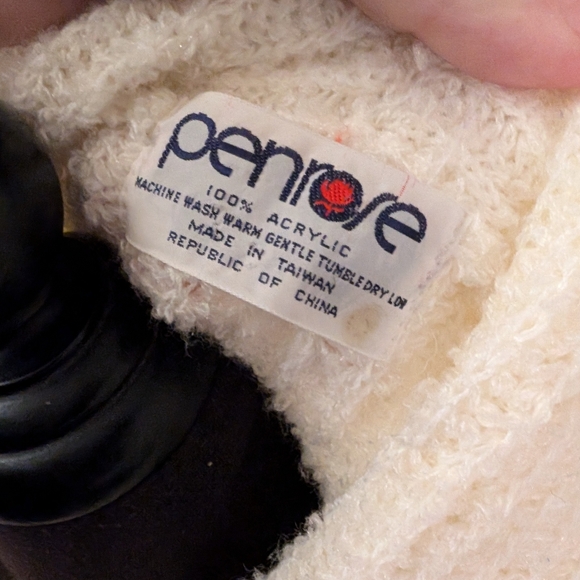 penrose
100% ACRYLIC
MACHINE WASH WARM GENTLE TUMBLE DRY LOW
MADE IN TAIWAN
REPUBLIC OF CHINA